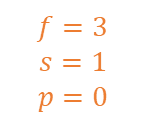 f = 3
s = 1
p = 0